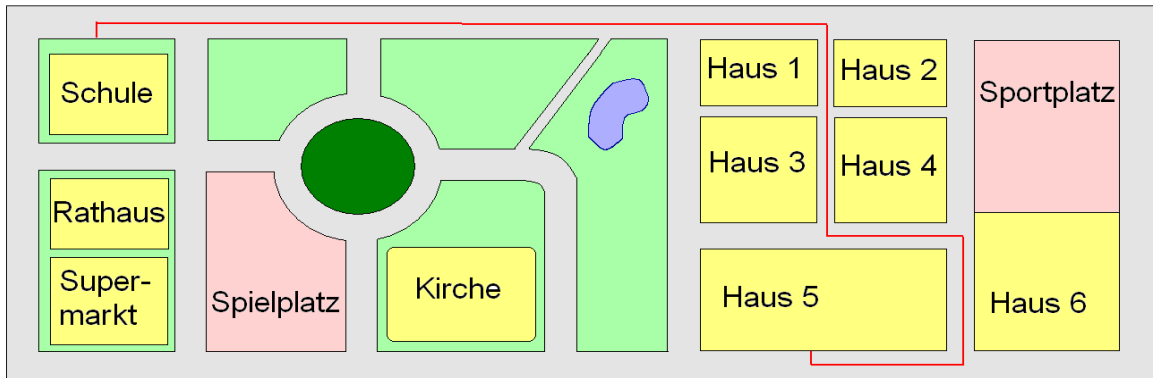 Schule
Haus 1
Haus 2
Sportplatz
Haus 3
Haus 4
Rathaus
Super-
markt
Spielplatz
Kirche
Haus 5
Haus 6